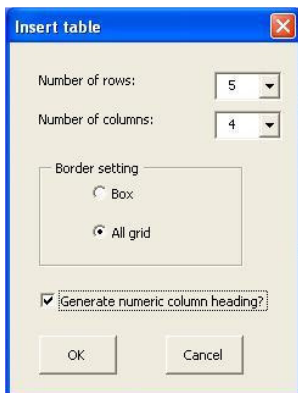 Insert table
Number of rows: 5
Number of columns: 4
Border setting
Box
All grid
Generate numeric column heading?
OK Cancel